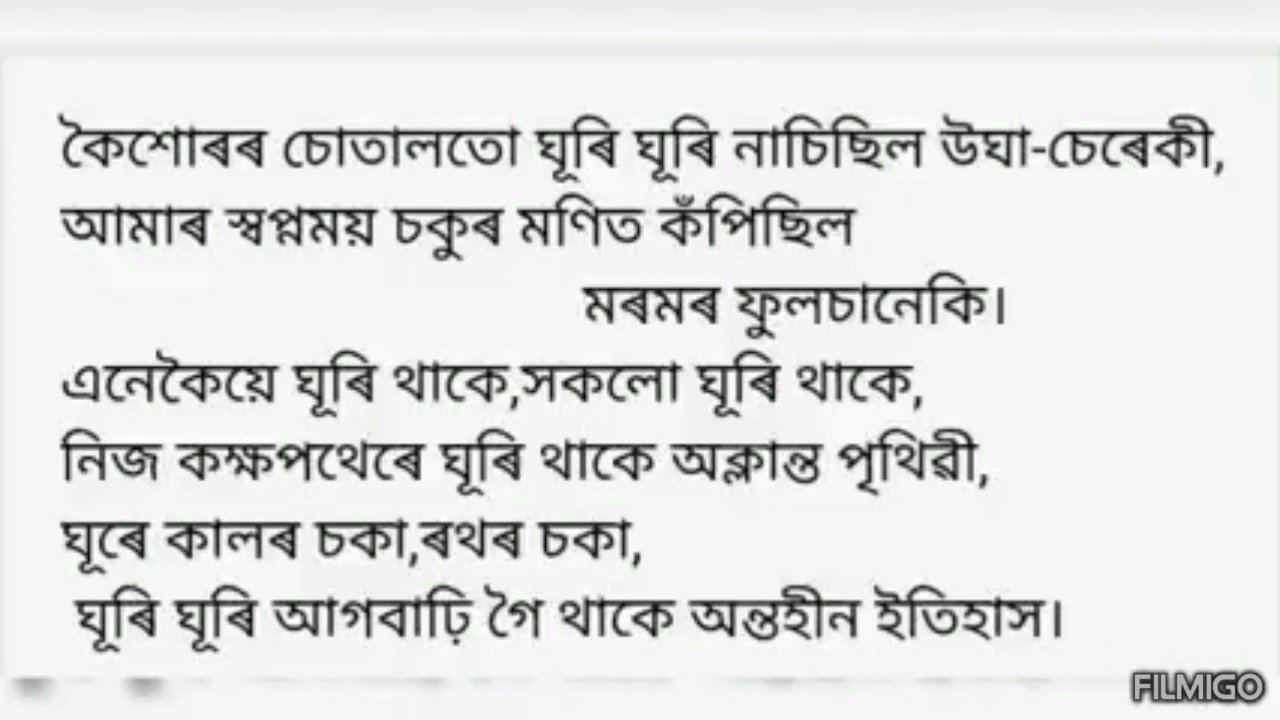 কৈশোৰৰ চোতালতো ঘূৰি ঘূৰি নাচিছিল উঘা-চেৰেকী,
আমাৰ স্বপ্নময় চকুৰ মণিত কঁপিছিল
মৰমৰ ফুলচানেকি।
এনেকৈয়ে ঘূৰি থাকে,সকলো ঘূৰি থাকে,
নিজ কক্ষপথেৰে ঘূৰি থাকে অক্লান্ত পৃথিৱী,
ঘূৰে কালৰ চকা,ৰথৰ চকা,
ঘূৰি ঘূৰি আগবাঢ়ি গৈ থাকে অন্তহীন ইতিহাস।
FILMIGO